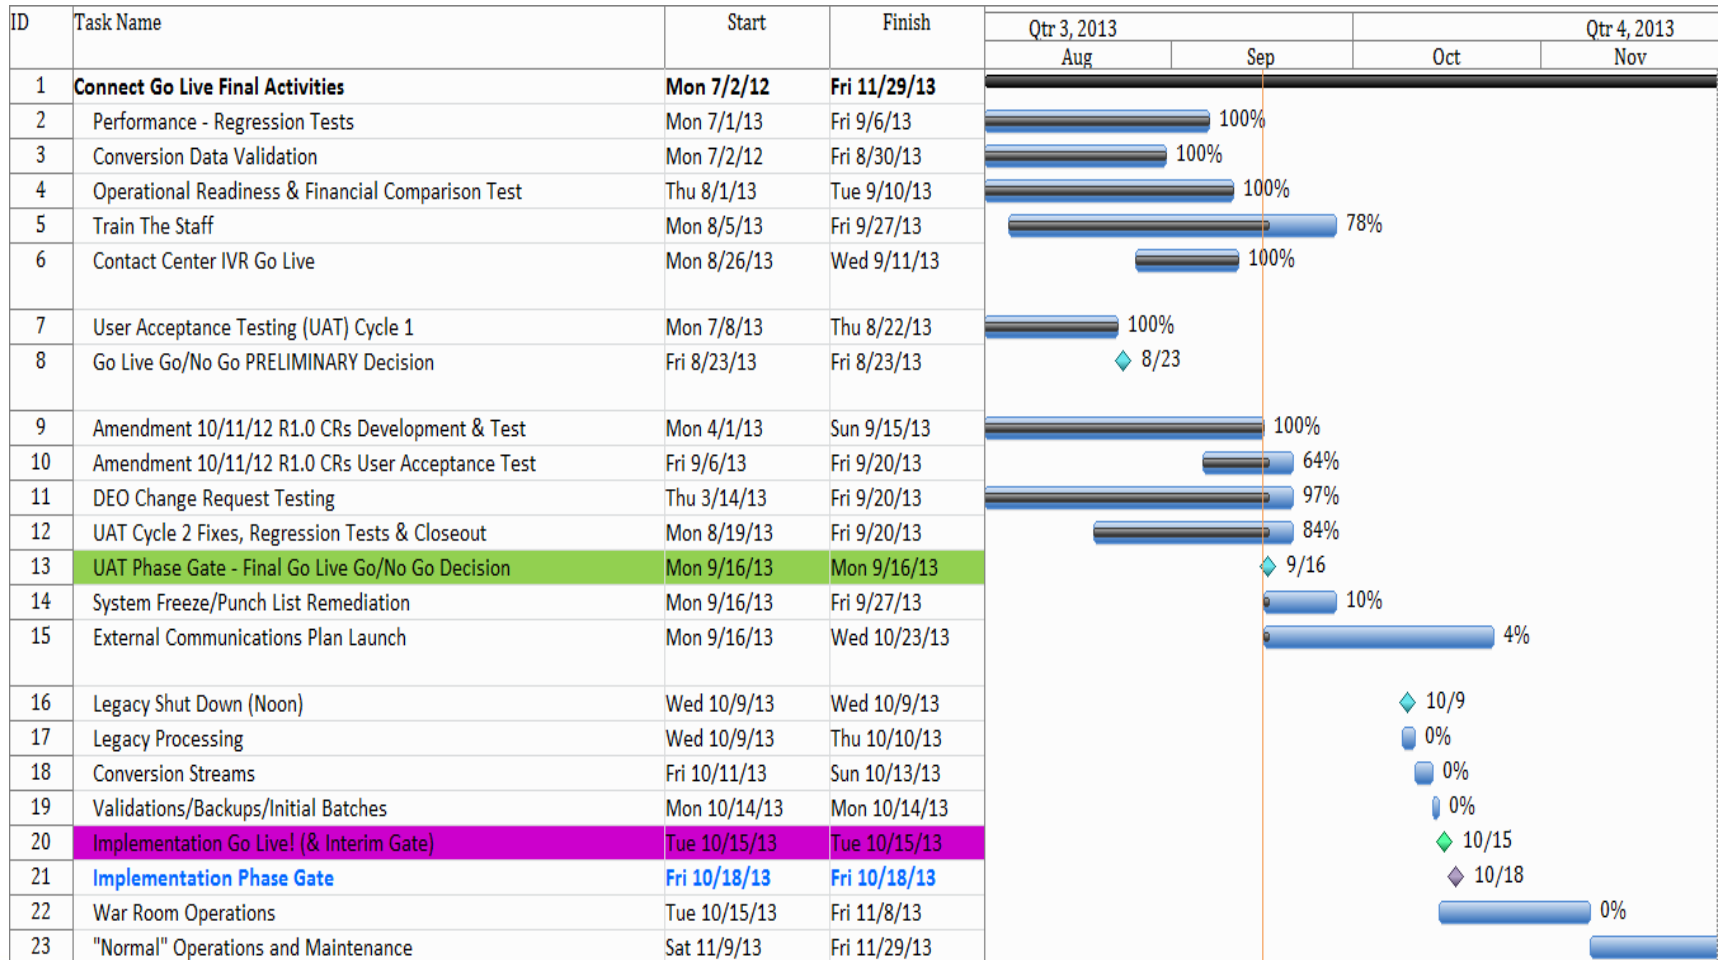 ID Task Name Start Finish Qtr 3, 2013 Qtr 4, 2013
Aug Sep Oct Nov
1 Connect Go Live Final Activities Mon 7/2/12 Fri 11/29/13
2 Performance - Regression Tests Mon 7/1/13 Fri 9/6/13 100%
3 Conversion Data Validation Mon 7/2/12 Fri 8/30/13 100%
4 Operational Readiness & Financial Comparison Test Thu 8/1/13 Tue 9/10/13 100%
5 Train The Staff Mon 8/5/13 Fri 9/27/13 78%
6 Contact Center IVR Go Live Mon 8/26/13 Wed 9/11/13 100%
7 User Acceptance Testing (UAT) Cycle 1 Mon 7/8/13 Thu 8/22/13 100%
8 Go Live Go/No Go PRELIMINARY Decision Fri 8/23/13 Fri 8/23/13 8/23
9 Amendment 10/11/12 R1.0 CRs Development & Test Mon 4/1/13 Sun 9/15/13 100%
10 Amendment 10/11/12 R1.0 CRs User Acceptance Test Fri 9/6/13 Fri 9/20/13 64%
11 DEO Change Request Testing Thu 3/14/13 Fri 9/20/13 97%
12 UAT Cycle 2 Fixes, Regression Tests & Closeout Mon 8/19/13 Fri 9/20/13 84%
13 UAT Phase Gate - Final Go Live Go/No Go Decision Mon 9/16/13 Mon 9/16/13 9/16
14 System Freeze/Punch List Remediation Mon 9/16/13 Fri 9/27/13 10%
15 External Communications Plan Launch Mon 9/16/13 Wed 10/23/13 4%
16 Legacy Shut Down (Noon) Wed 10/9/13 Wed 10/9/13 10/9
17 Legacy Processing Wed 10/9/13 Thu 10/10/13 0%
18 Conversion Streams Fri 10/11/13 Sun 10/13/13 0%
19 Validations/Backups/Initial Batches Mon 10/14/13 Mon 10/14/13 0%
20 Implementation Go Live! (& Interim Gate) Tue 10/15/13 Tue 10/15/13 10/15
21 Implementation Phase Gate Fri 10/18/13 Fri 10/18/13 10/18
22 War Room Operations Tue 10/15/13 Fri 11/8/13 0%
23 "Normal" Operations and Maintenance Sat 11/9/13 Fri 11/29/13